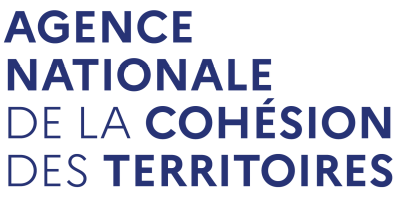 AGENCE
NATIONALE
DE LA COHÉSION
DES TERRITOIRES